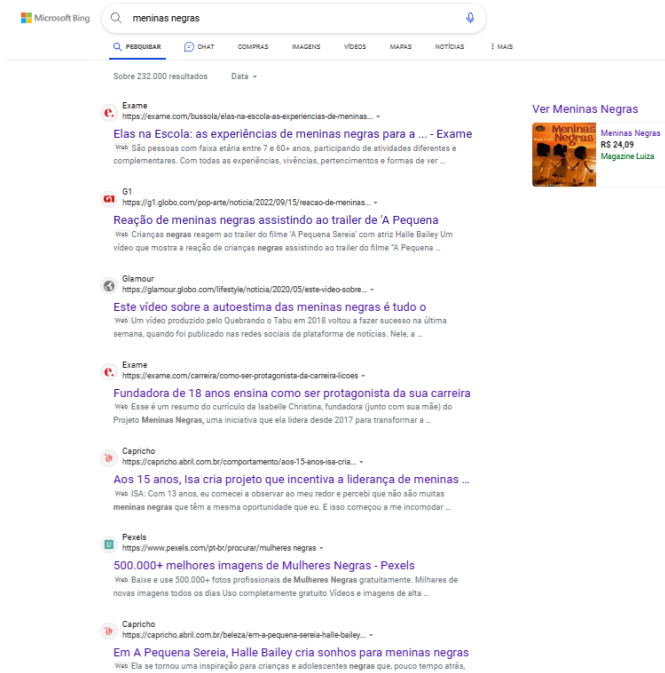 Microsoft Bing
meninas negras
PESQUISAR
CHAT
COMPRAS
IMAGENS
VÍDEOS
MAPAS
NOTÍCIAS
MAIS
Sobre 232.000 resultados
Data
Exame
https://exame.com/bussola/elas-na-escola-as-experiencias-de-meninas...
Elas na Escola: as experiências de meninas negras para a ... - Exame
Web São pessoas com faixa etária entre 7 e 60+ anos, participando de atividades diferentes e
complementares. Com todas as experiências, vivências, pertencimentos e formas de ver ...
G1
https://g1.globo.com/pop-arte/noticia/2022/09/15/reacao-de-meninas...
Reação de meninas negras assistindo ao trailer de 'A Pequena
Web Crianças negras reagem ao trailer do filme 'A Pequena Sereia' com atriz Halle Bailey Um
vídeo que mostra a reação de crianças negras assistindo ao trailer do filme "A Pequena ...
Glamour
https://glamour.globo.com/lifestyle/noticia/2020/05/este-video-sobre...
Este vídeo sobre a autoestima das meninas negras é tudo o
Web Um vídeo produzido pelo Quebrando o Tabu em 2018 voltou a fazer sucesso na última
semana, quando foi publicado nas redes sociais da plataforma de notícias. Nele, a ...
Exame
https://exame.com/carreira/como-ser-protagonista-da-carreira-licoes
Fundadora de 18 anos ensina como ser protagonista da sua carreira
Web Esse é um resumo do currículo da Isabelle Christina, fundadora (junto com sua mãe) do
Projeto Meninas Negras, uma iniciativa que ela lidera desde 2017 para transformar a ...
Capricho
https://capricho.abril.com.br/comportamento/aos-15-anos-isa-cria...
Aos 15 anos, Isa cria projeto que incentiva a liderança de meninas ...
Web ISA: Com 13 anos, eu comecei a observar ao meu redor e percebi que não são muitas
meninas negras que têm a mesma oportunidade que eu. E isso começou a me incomodar ...
Pexels
https://www.pexels.com/pt-br/procurar/mulheres negras
500.000+ melhores imagens de Mulheres Negras - Pexels
Web Baixe e use 500.000+ fotos profissionais de Mulheres Negras gratuitamente. Milhares de
novas imagens todos os dias Uso completamente gratuito Vídeos e imagens de alta ...
Capricho
https://capricho.abril.com.br/beleza/em-a-pequena-sereia-halle-bailey...
Em A Pequena Sereia, Halle Bailey cria sonhos para meninas negras
Web Ela se tornou uma inspiração para crianças e adolescentes negras que, pouco tempo atrás,
Ver Meninas Negras
Meninas
Negras
Meninas Negras
R$ 24,09
Magazine Luiza